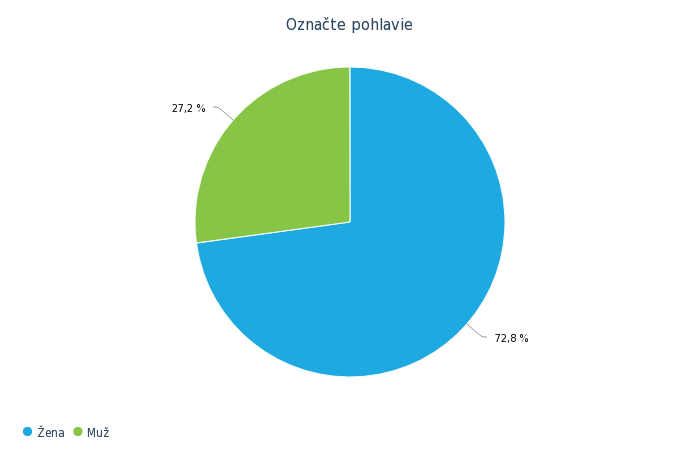 Označte pohlavie
27,2 %
72,8 %
Žena Muž